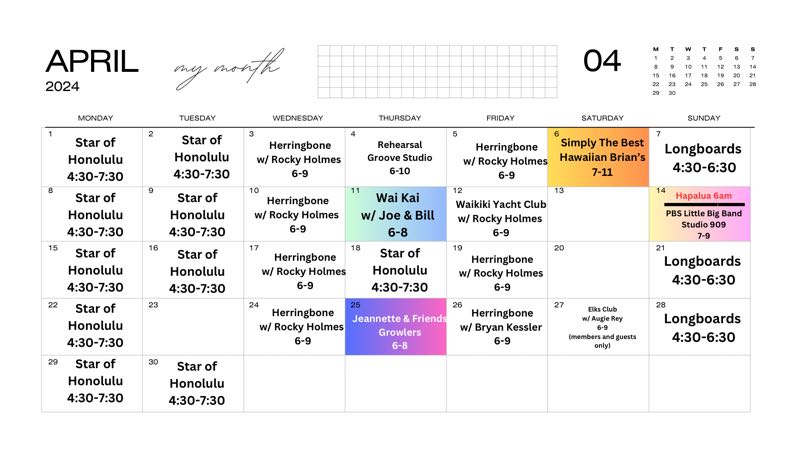 APRIL
2024
my month
04
M T W T F S S
1 2 3 4 5 6 7
8 9 10 11 12 13 14
15 16 17 18 19 20 21
22 23 24 25 26 27 28
29 30
MONDAY TUESDAY WEDNESDAY THURSDAY FRIDAY SATURDAY SUNDAY
1
Star of
Honolulu
4:30-7:30
2
Star of
Honolulu
4:30-7:30
3
Herringbone
w/ Rocky Holmes
6-9
4
Rehearsal
Groove Studio
6-10
5
Herringbone
w/ Rocky Holmes
6-9
6
Simply The Best
Hawaiian Brian's
7-11
7
Longboards
4:30-6:30
8
Star of
Honolulu
4:30-7:30
9
Star of
Honolulu
4:30-7:30
10
Herringbone
w/ Rocky Holmes
6-9
11
Wai Kai
w/ Joe & Bill
6-8
12
Waikiki Yacht Club
w/ Rocky Holmes
6-9
13
14
Hapalua 6am
PBS Little Big Band
Studio 909
7-9
15
Star of
Honolulu
4:30-7:30
16
Star of
Honolulu
4:30-7:30
17
Herringbone
w/ Rocky Holmes
6-9
18
Star of
Honolulu
4:30-7:30
19
Herringbone
w/ Rocky Holmes
6-9
20
21
Longboards
4:30-6:30
22
Star of
Honolulu
4:30-7:30
23
24
Herringbone
w/ Rocky Holmes
6-9
25
Jeannette & Friends
Growlers
6-8
26
Herringbone
w/ Bryan Kessler
6-9
27
Elks Club
w/ Augie Rey
6-9
(members and guests
only)
28
Longboards
4:30-6:30
29
Star of
Honolulu
4:30-7:30
30
Star of
Honolulu
4:30-7:30